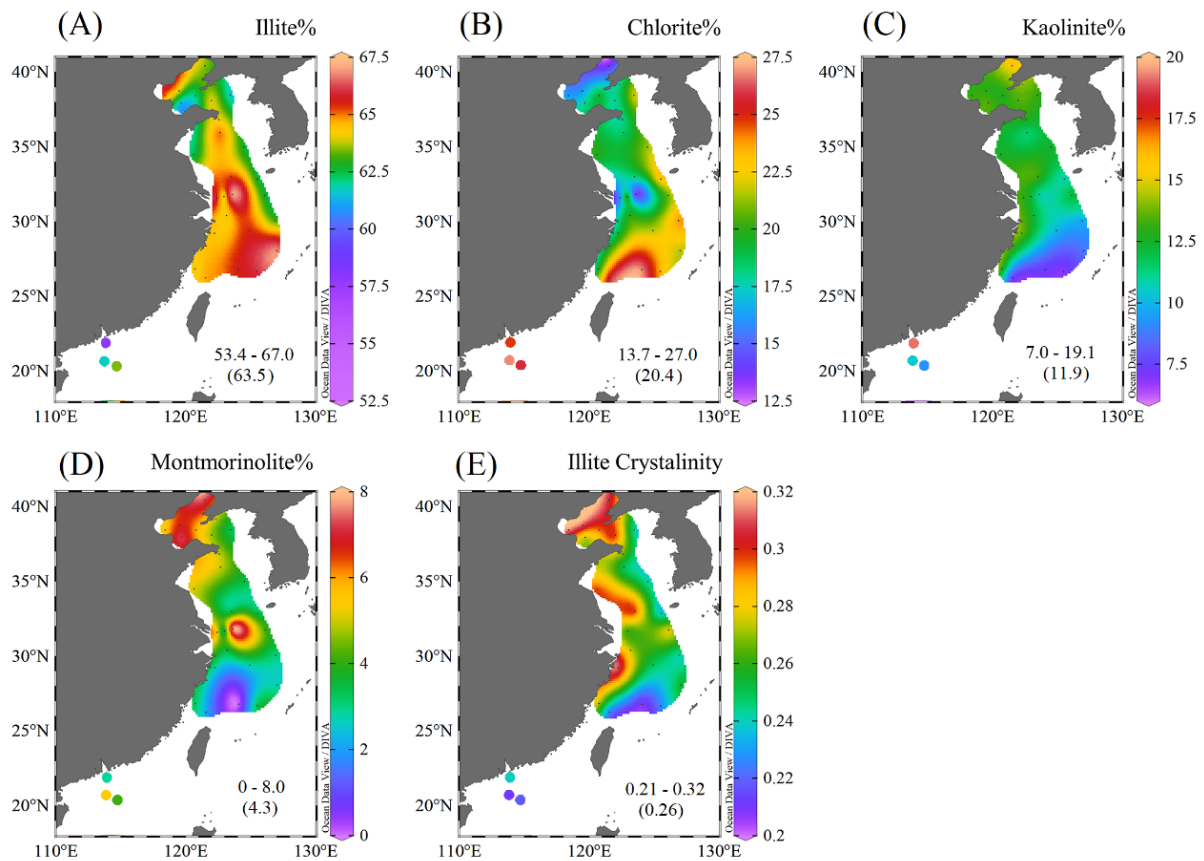 (A) Illite%
40°N
35°N
30°N
25°N
20°N
110°E 120°E 130°E
67.5
65
62.5
60
57.5
55
52.5
53.4 - 67.0
(63.5)
Ocean Data View / DIVA
(B) Chlorite%
40°N
35°N
30°N
25°N
20°N
110°E 120°E 130°E
27.5
25
22.5
20
17.5
15
12.5
13.7 - 27.0
(20.4)
Ocean Data View / DIVA
(C) Kaolinite%
40°N
35°N
30°N
25°N
20°N
110°E 120°E 130°E
20
17.5
15
12.5
10
7.5
7.0 - 19.1
(11.9)
Ocean Data View / DIVA
(D) Montmorinolite%
40°N
35°N
30°N
25°N
20°N
110°E 120°E 130°E
8
6
4
2
0
0 - 8.0
(4.3)
Ocean Data View / DIVA
(E) Illite Crystalinity
40°N
35°N
30°N
25°N
20°N
110°E 120°E 130°E
0.32
0.3
0.28
0.26
0.24
0.22
0.2
0.21 - 0.32
(0.26)
Ocean Data View / DIVA